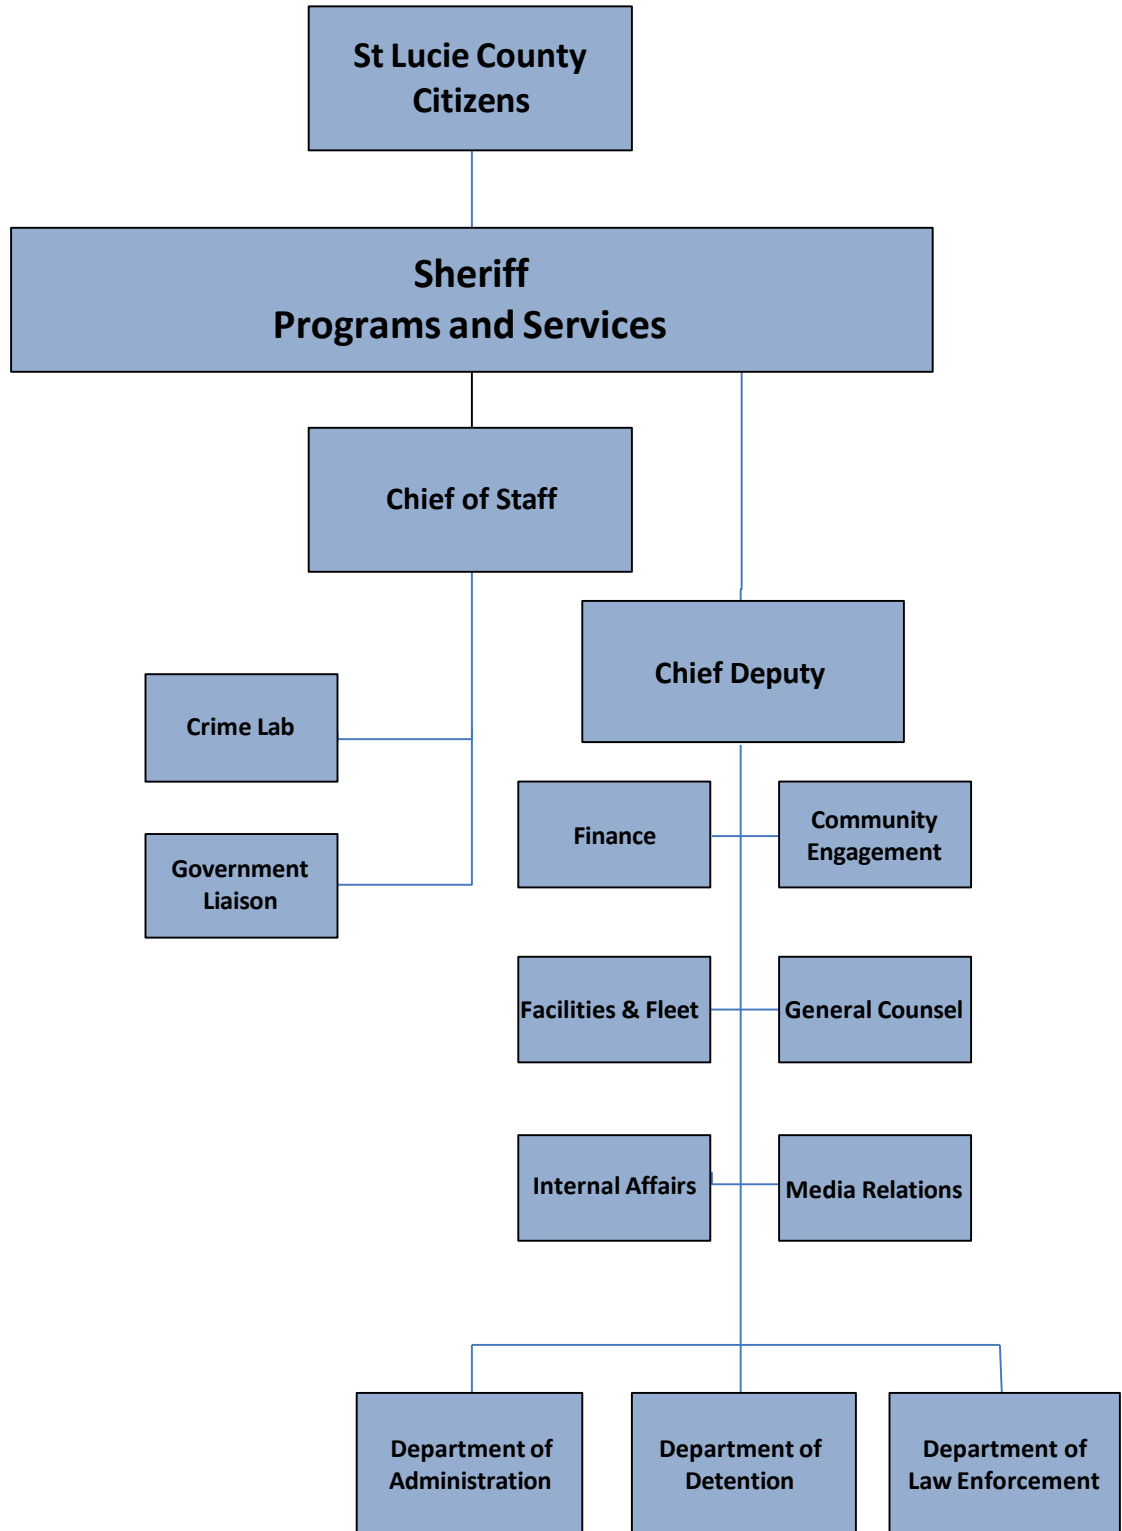 St Lucie County
Citizens
Sheriff
Programs and Services
Chief of Staff
Chief Deputy
Crime Lab
Government
Liaison
Finance
Community
Engagement
Facilities & Fleet
General Counsel
Internal Affairs
Media Relations
Department of
Administration
Department of
Detention
Department of
Law Enforcement